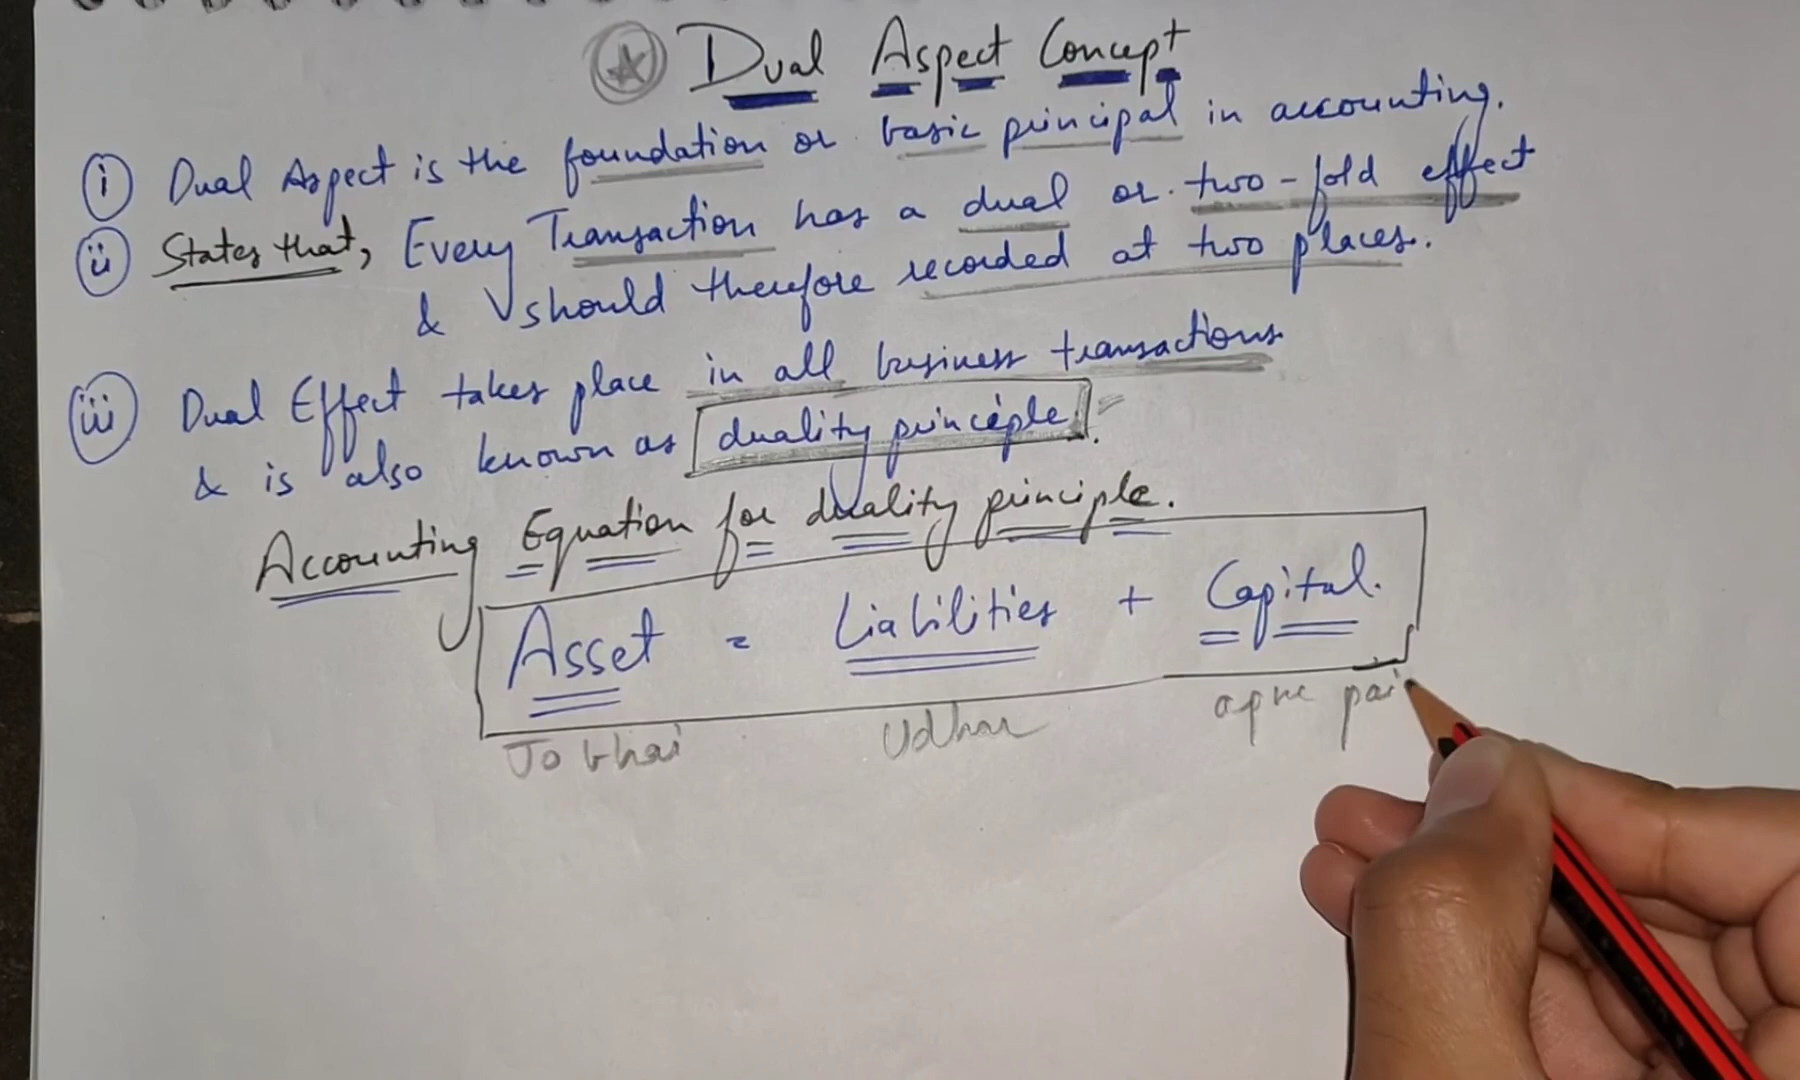 Dual Aspect Concept
i Dual Aspect is the foundation or basic principal in accounting.
ii States that, Every Transaction has a dual or two-fold effect
& should therefore recorded at two places.
iii Dual Effect takes place in all business transactions
& is also known as duality principle.
Accounting Equation for duality principle.
Asset = Liabilities + Capital.
Jo bhai Udhar apne pai